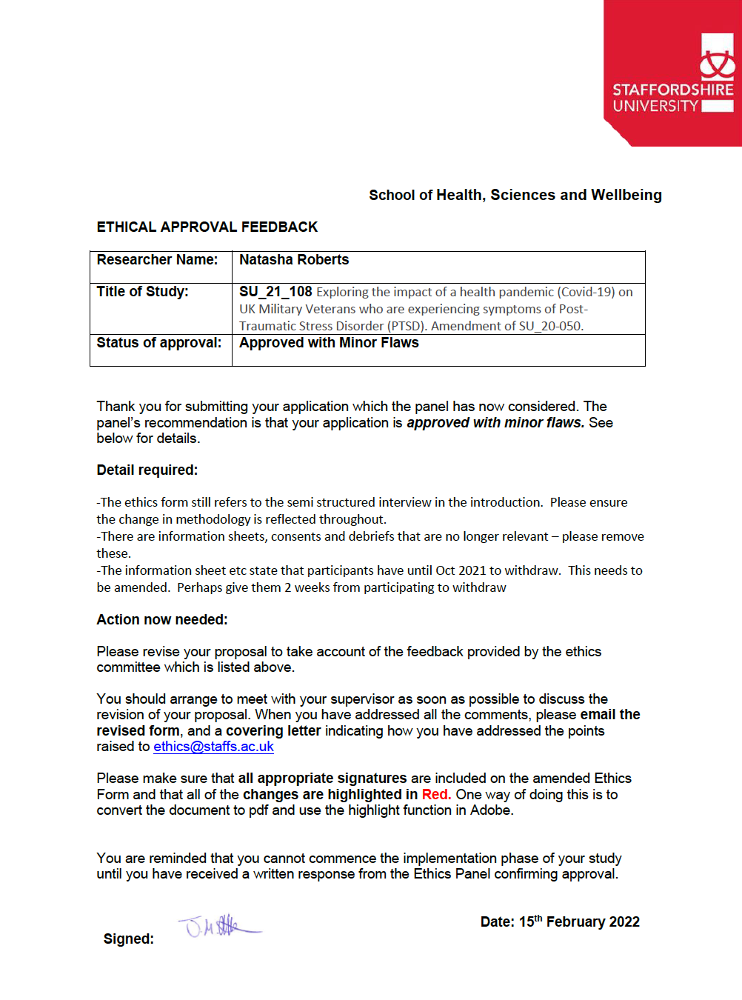 STAFFORDSHIRE
UNIVERSITY
School of Health, Sciences and Wellbeing
ETHICAL APPROVAL FEEDBACK
Researcher Name: Natasha Roberts
Title of Study: SU_21_108 Exploring the impact of a health pandemic (Covid-19) on
UK Military Veterans who are experiencing symptoms of Post-
Traumatic Stress Disorder (PTSD). Amendment of SU_20-050.
Status of approval: Approved with Minor Flaws
Thank you for submitting your application which the panel has now considered. The
panel's recommendation is that your application is approved with minor flaws. See
below for details.
Detail required:
-The ethics form still refers to the semi structured interview in the introduction. Please ensure
the change in methodology is reflected throughout.
-There are information sheets, consents and debriefs that are no longer relevant – please remove
these.
-The information sheet etc state that participants have until Oct 2021 to withdraw. This needs to
be amended. Perhaps give them 2 weeks from participating to withdraw
Action now needed:
Please revise your proposal to take account of the feedback provided by the ethics
committee which is listed above.
You should arrange to meet with your supervisor as soon as possible to discuss the
revision of your proposal. When you have addressed all the comments, please email the
revised form, and a covering letter indicating how you have addressed the points
raised to ethics@staffs.ac.uk
Please make sure that all appropriate signatures are included on the amended Ethics
Form and that all of the changes are highlighted in Red. One way of doing this is to
convert the document to pdf and use the highlight function in Adobe.
You are reminded that you cannot commence the implementation phase of your study
until you have received a written response from the Ethics Panel confirming approval.
Date: 15th February 2022
Signed: